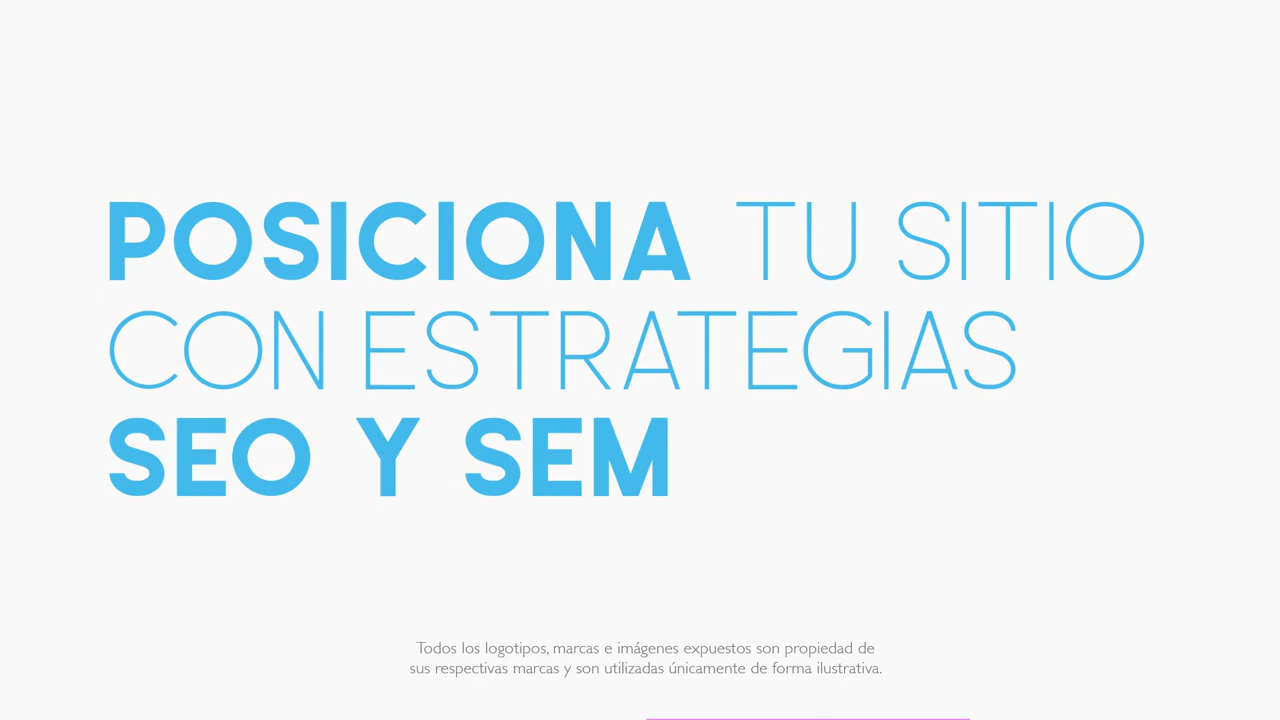 POSICIONA TU SITIO
CON ESTRATEGIAS
SEO Y SEM
Todos los logotipos, marcas e imágenes expuestos son propiedad de
sus respectivas marcas y son utilizadas únicamente de forma ilustrativa.